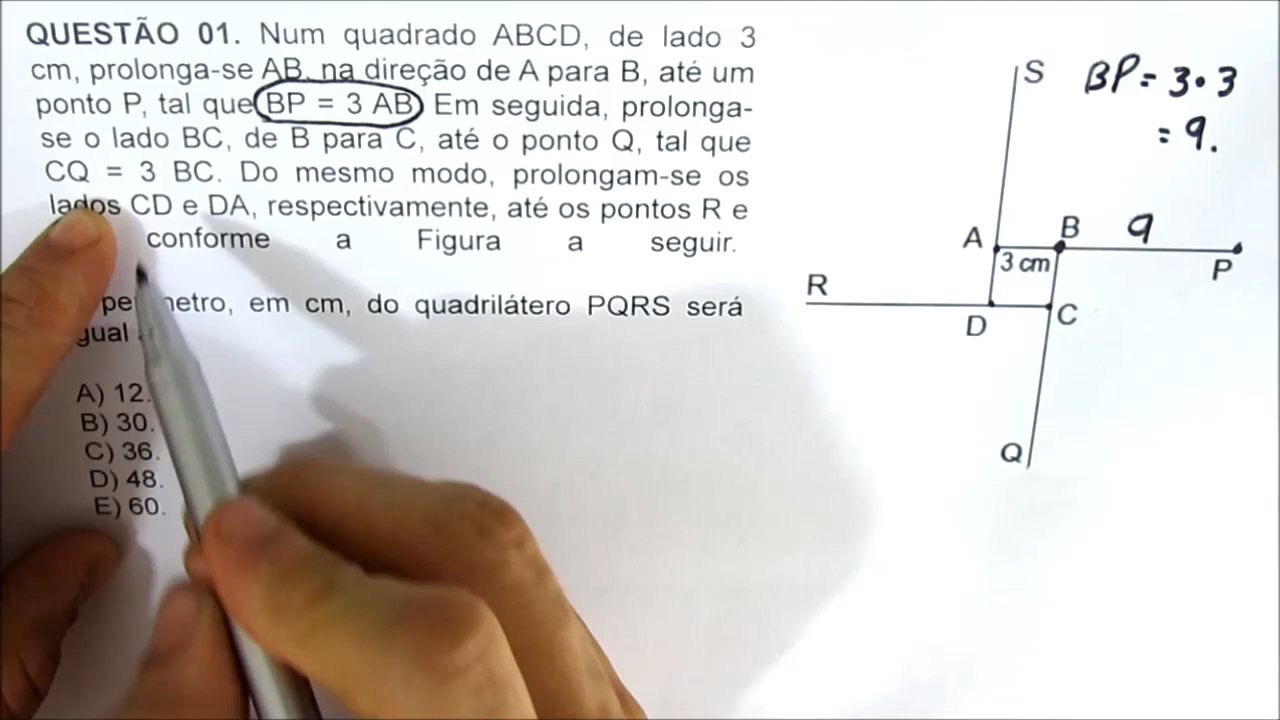 QUESTÃO 01. Num quadrado ABCD, de lado 3
cm, prolonga-se AB, na direção de A para B, até um
ponto P, tal que BP = 3 AB. Em seguida, prolonga-
se o lado BC, de B para C, até o ponto Q, tal que
CQ = 3 BC. Do mesmo modo, prolongam-se os
lados CD e DA, respectivamente, até os pontos R e
conforme a Figura a seguir.
em cm, do quadrilátero PQRS será
A) 12.
B) 30.
C) 36.
D) 48.
E) 60.
S
BP = 3 • 3
= 9.
A
B
9
3 cm
P
R
D
C
Q